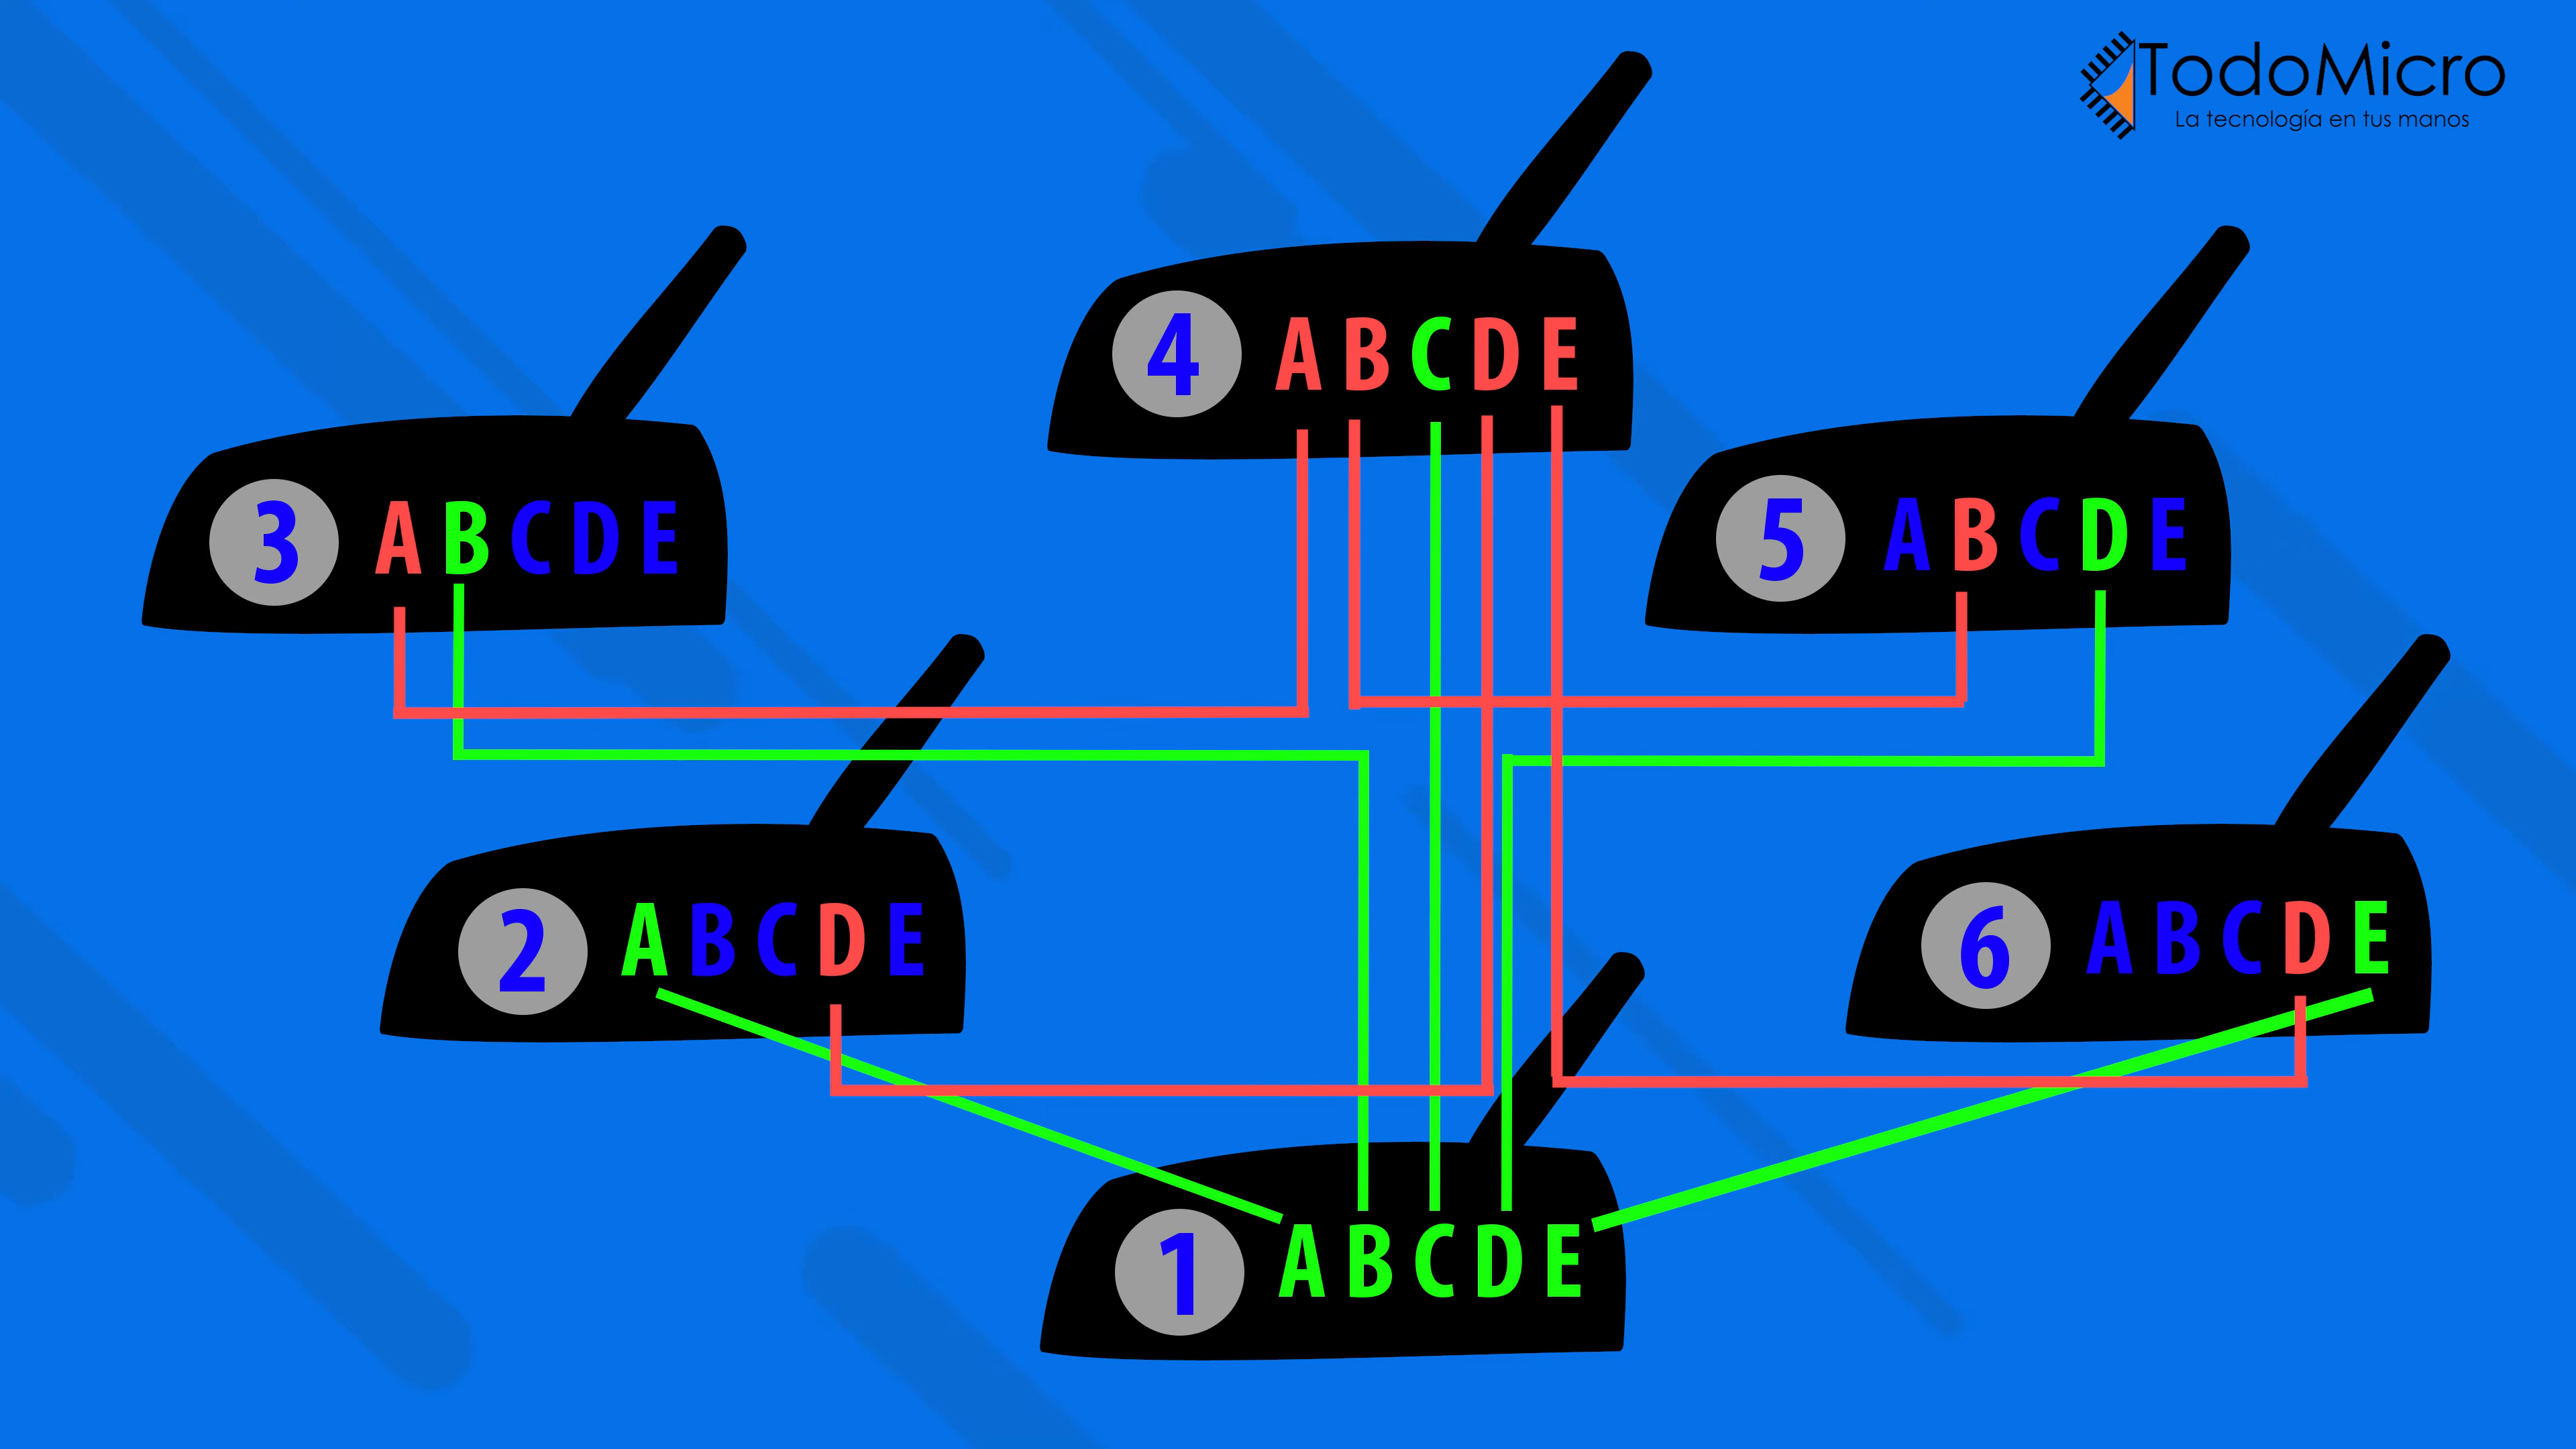 TodoMicro
La tecnología en tus manos
4 A B C D E
3 A B C D E
5 A B C D E
2 A B C D E
6 A B C D E
1 A B C D E